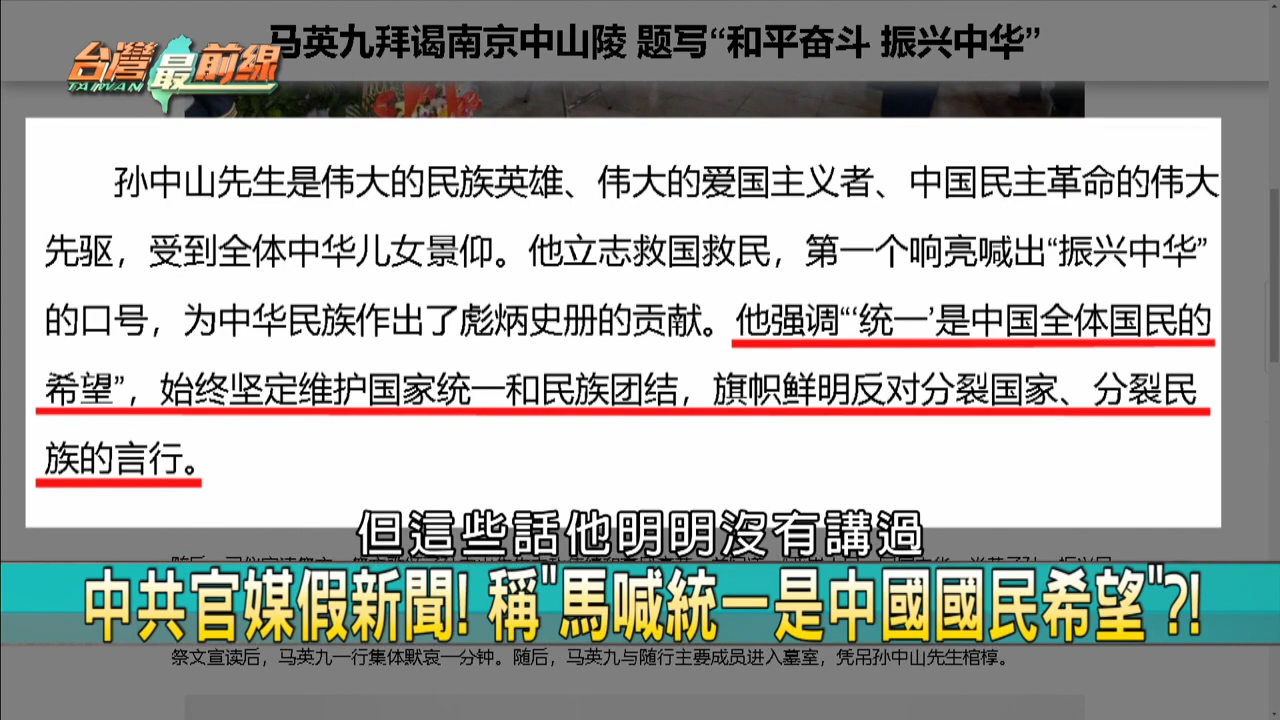 马英九拜谒南京中山陵 题写“和平奋斗 振兴中华”
台灣最前線
TAIWAN
孙中山先生是伟大的民族英雄、伟大的爱国主义者、中国民主革命的伟大
先驱，受到全体中华儿女景仰。他立志救国救民，第一个响亮喊出“振兴中华”
的口号，为中华民族作出了彪炳史册的贡献。他强调“‘统一’是中国全体国民的
希望”，始终坚定维护国家统一和民族团结，旗帜鲜明反对分裂国家、分裂民
族的言行。
但這些話他明明沒有講過
中共官媒假新聞! 稱"馬喊統一是中國國民希望"?!
祭文宣读后，马英九一行集体默哀一分钟。随后，马英九与随行主要成员进入墓室，凭吊孙中山先生棺椁。